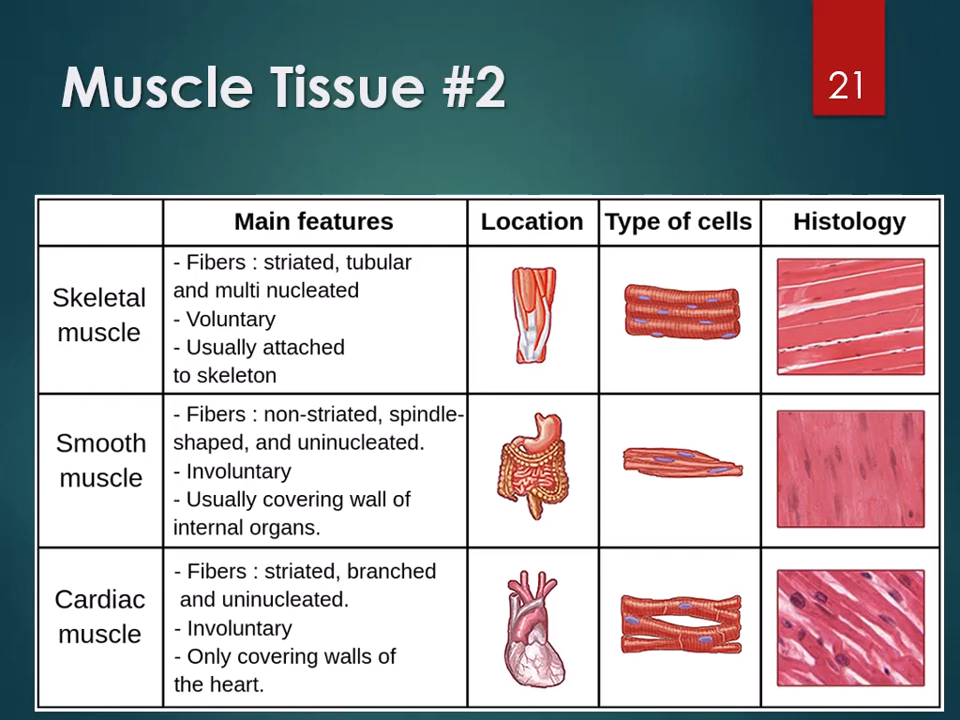 Muscle Tissue #2
21
Main features
Location
Type of cells
Histology
Skeletal
muscle
- Fibers : striated, tubular
and multi nucleated
- Voluntary
- Usually attached
to skeleton
Smooth
muscle
- Fibers : non-striated, spindle-
shaped, and uninucleated.
- Involuntary
- Usually covering wall of
internal organs.
Cardiac
muscle
- Fibers : striated, branched
and uninucleated.
- Involuntary
- Only covering walls of
the heart.